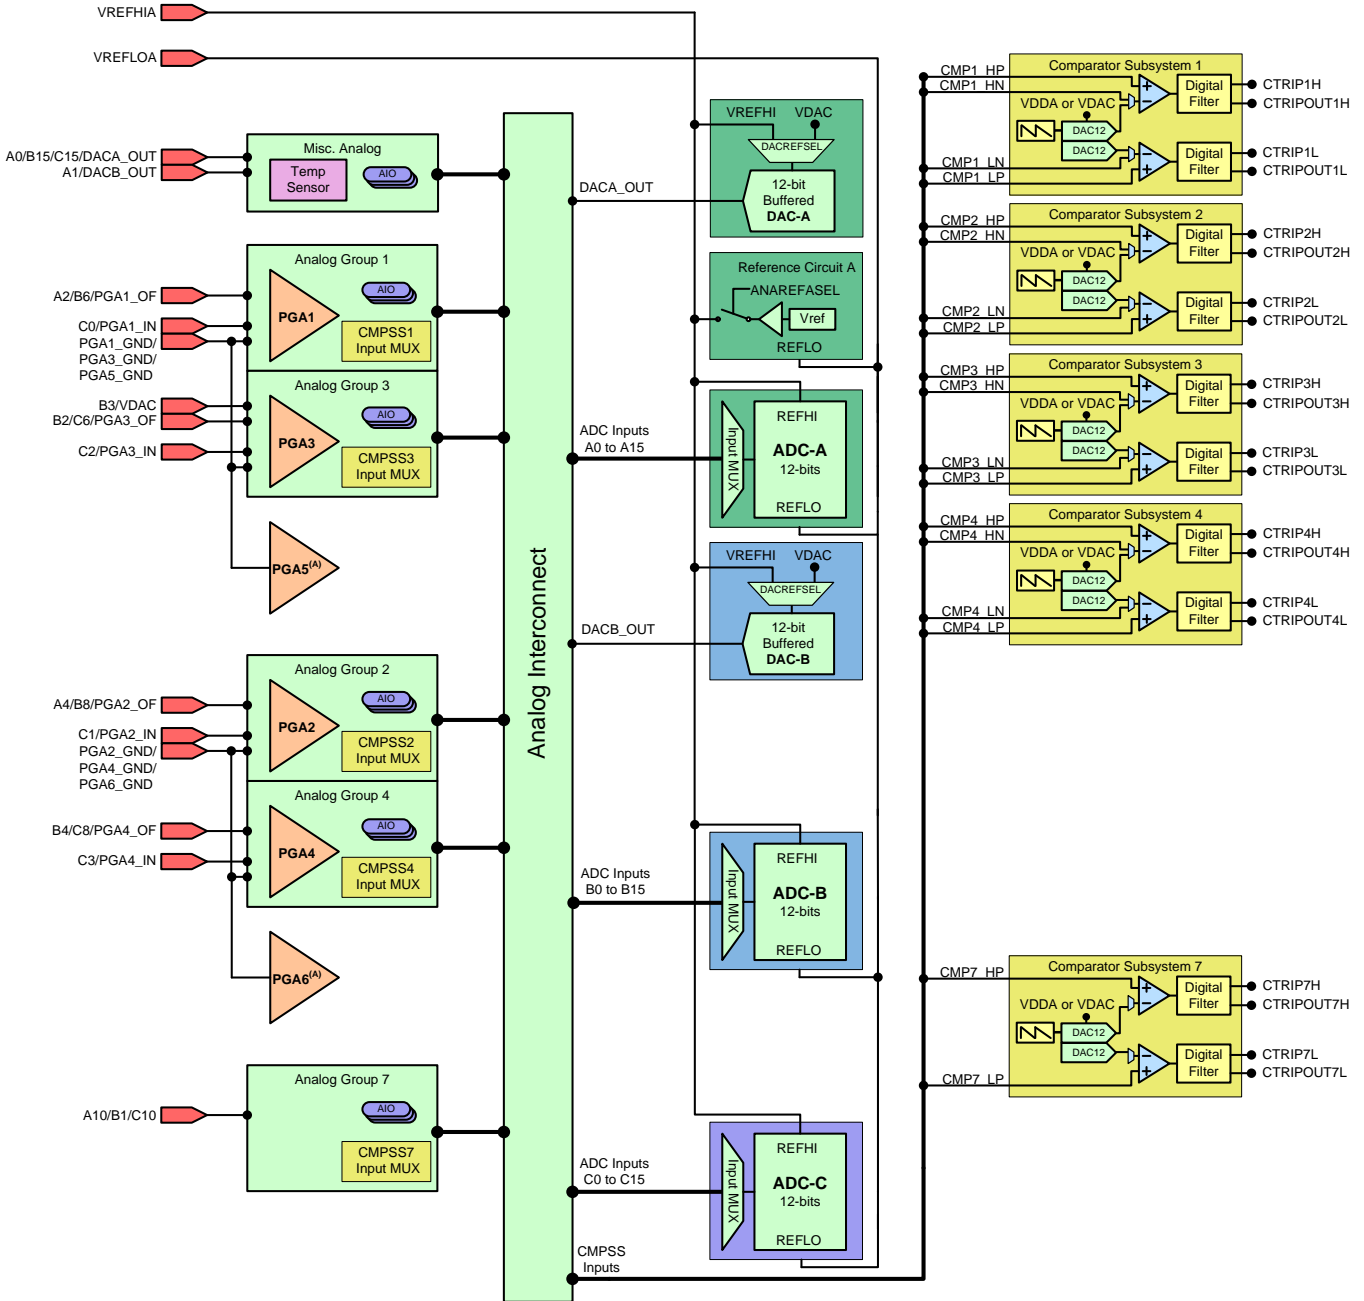 VREFHIA
VREFLOA
A0/B15/C15/DACA_OUT
A1/DACB_OUT
Misc. Analog
Temp
Sensor
AIO
Analog Group 1
A2/B6/PGA1_OF
C0/PGA1_IN
PGA1_GND/
PGA3_GND/
PGA5_GND
PGA1
AIO
CMPSS1
Input MUX
Analog Group 3
B3/VDAC
B2/C6/PGA3_OF
C2/PGA3_IN
PGA3
AIO
CMPSS3
Input MUX
PGA5(A)
Analog Group 2
A4/B8/PGA2_OF
C1/PGA2_IN
PGA2_GND/
PGA4_GND/
PGA6_GND
PGA2
AIO
CMPSS2
Input MUX
Analog Group 4
B4/C8/PGA4_OF
C3/PGA4_IN
PGA4
AIO
CMPSS4
Input MUX
PGA6(A)
Analog Group 7
A10/B1/C10
AIO
CMPSS7
Input MUX
Analog Interconnect
DACA_OUT
VREFHI
VDAC
DACREFSEL
12-bit
Buffered
DAC-A
Reference Circuit A
ANAREFASEL
Vref
REFLO
ADC Inputs
A0 to A15
Input MUX
REFHI
ADC-A
12-bits
REFLO
DACB_OUT
VREFHI
VDAC
DACREFSEL
12-bit
Buffered
DAC-B
ADC Inputs
B0 to B15
Input MUX
REFHI
ADC-B
12-bits
REFLO
ADC Inputs
C0 to C15
Input MUX
REFHI
ADC-C
12-bits
REFLO
CMPSS
Inputs
Comparator Subsystem 1
CMP1_HP
CMP1_HN
VDDA or VDAC
DAC12
DAC12
CMP1_LN
CMP1_LP
Digital
Filter
Digital
Filter
CTRIP1H
CTRIPOUT1H
CTRIP1L
CTRIPOUT1L
Comparator Subsystem 2
CMP2_HP
CMP2_HN
VDDA or VDAC
DAC12
DAC12
CMP2_LN
CMP2_LP
Digital
Filter
Digital
Filter
CTRIP2H
CTRIPOUT2H
CTRIP2L
CTRIPOUT2L
Comparator Subsystem 3
CMP3_HP
CMP3_HN
VDDA or VDAC
DAC12
DAC12
CMP3_LN
CMP3_LP
Digital
Filter
Digital
Filter
CTRIP3H
CTRIPOUT3H
CTRIP3L
CTRIPOUT3L
Comparator Subsystem 4
CMP4_HP
CMP4_HN
VDDA or VDAC
DAC12
DAC12
CMP4_LN
CMP4_LP
Digital
Filter
Digital
Filter
CTRIP4H
CTRIPOUT4H
CTRIP4L
CTRIPOUT4L
Comparator Subsystem 7
CMP7_HP
VDDA or VDAC
DAC12
DAC12
CMP7_LP
Digital
Filter
Digital
Filter
CTRIP7H
CTRIPOUT7H
CTRIP7L
CTRIPOUT7L